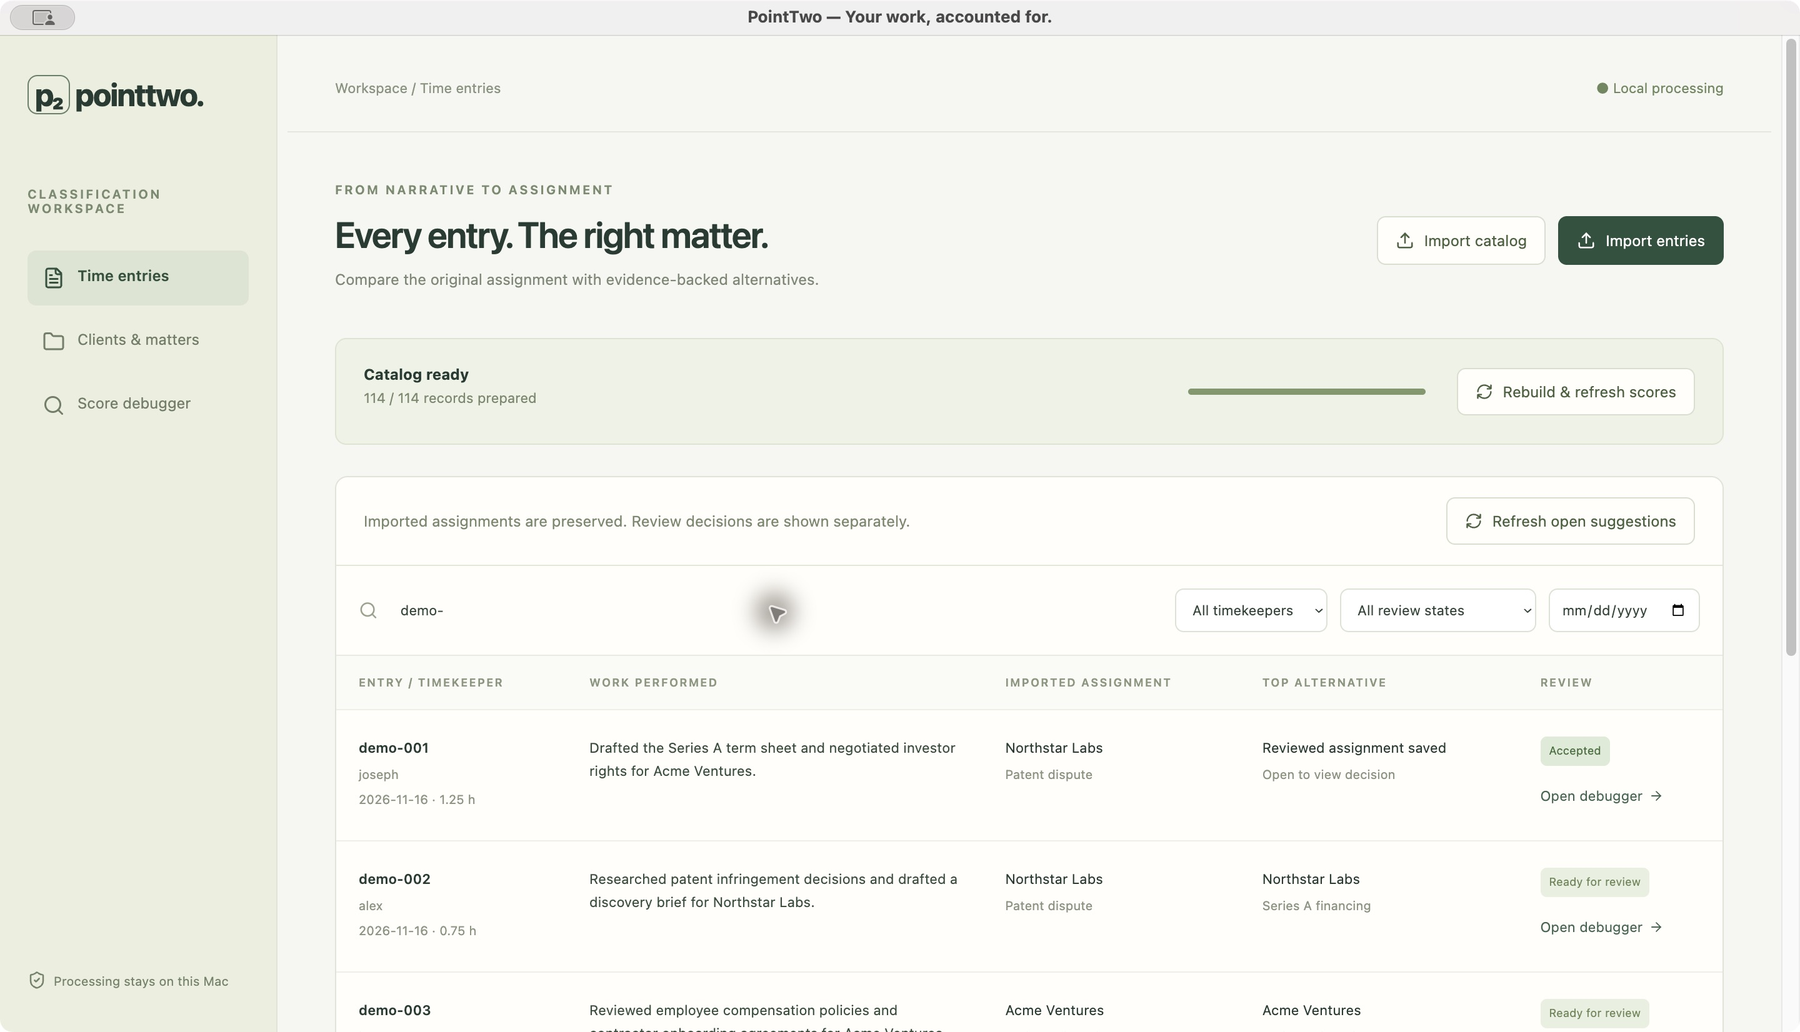 PointTwo — Your work, accounted for.
p2 pointtwo.
CLASSIFICATION
WORKSPACE
Time entries
Clients & matters
Score debugger
Processing stays on this Mac
Workspace / Time entries
Local processing
FROM NARRATIVE TO ASSIGNMENT
Every entry. The right matter.
Compare the original assignment with evidence-backed alternatives.
Import catalog
Import entries
Catalog ready
114 / 114 records prepared
Rebuild & refresh scores
Imported assignments are preserved. Review decisions are shown separately.
Refresh open suggestions
demo-
All timekeepers
All review states
mm/dd/yyyy
ENTRY / TIMEKEEPER
WORK PERFORMED
IMPORTED ASSIGNMENT
TOP ALTERNATIVE
REVIEW
demo-001
joseph
2026-11-16 · 1.25 h
Drafted the Series A term sheet and negotiated investor
rights for Acme Ventures.
Northstar Labs
Patent dispute
Reviewed assignment saved
Open to view decision
Accepted
Open debugger →
demo-002
alex
2026-11-16 · 0.75 h
Researched patent infringement decisions and drafted a
discovery brief for Northstar Labs.
Northstar Labs
Patent dispute
Northstar Labs
Series A financing
Ready for review
Open debugger →
demo-003
Reviewed employee compensation policies and
contractor onboarding agreements for Acme Ventures.
Acme Ventures
Acme Ventures
Ready for review